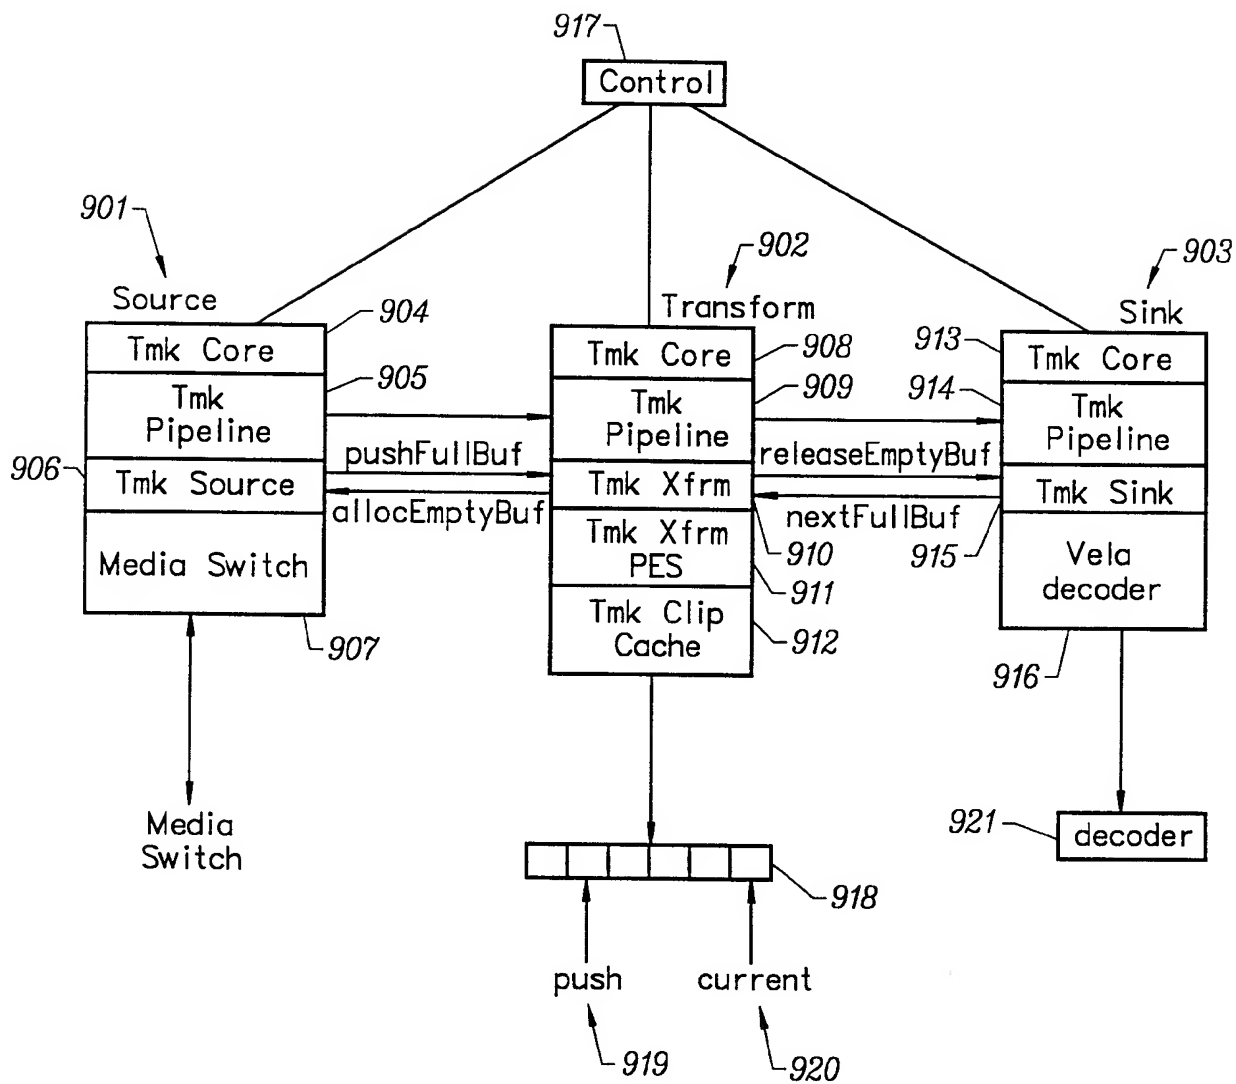 917
Control
901
902
903
Source
Transform
Sink
904
908
913
Tmk Core
Tmk Core
Tmk Core
905
909
914
Tmk
Pipeline
Tmk
Pipeline
Tmk
Pipeline
906
pushFullBuf
releaseEmptyBuf
Tmk Source
Tmk Xfrm
Tmk Sink
allocEmptyBuf
nextFullBuf
910
915
Media Switch
Tmk Xfrm
PES
911
Vela
decoder
907
Tmk Clip
Cache
912
916
Media
Switch
921
decoder
918
push
current
919
920